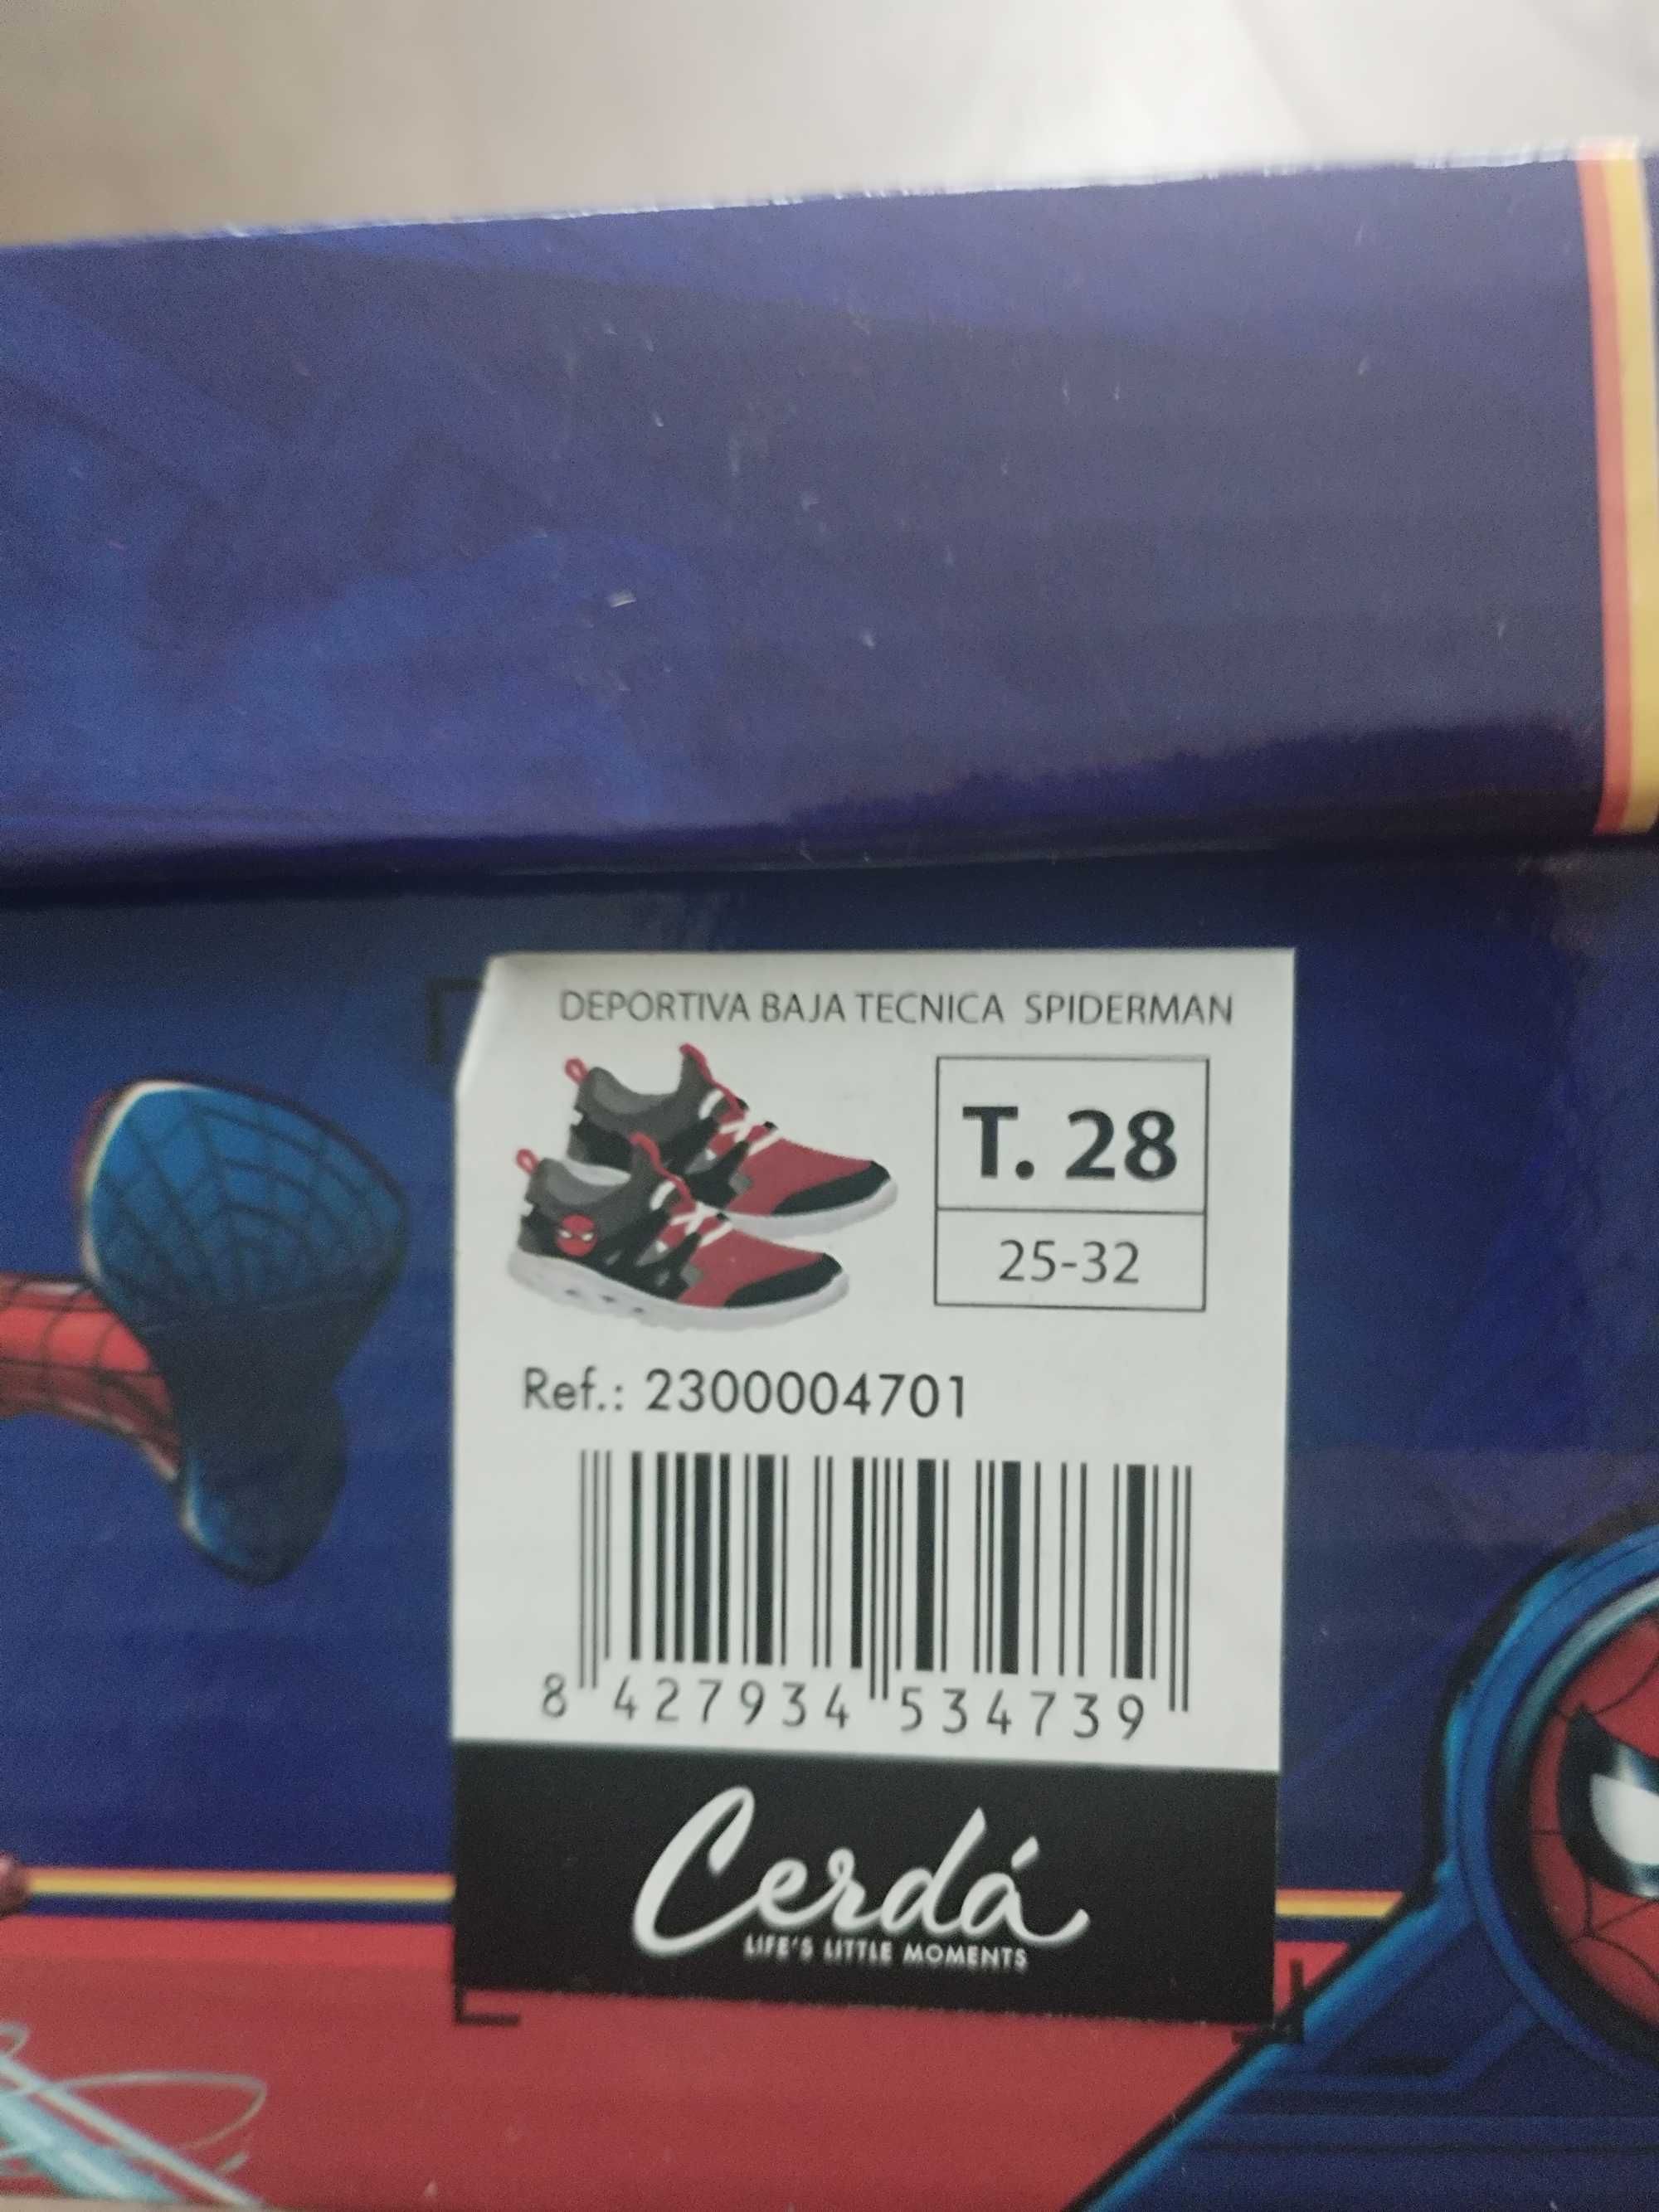 DEPORTIVA BAJA TECNICA SPIDERMAN
T. 28
25-32
Ref.: 2300004701
8 427934 534739
Cerdá
LIFE'S LITTLE MOMENTS